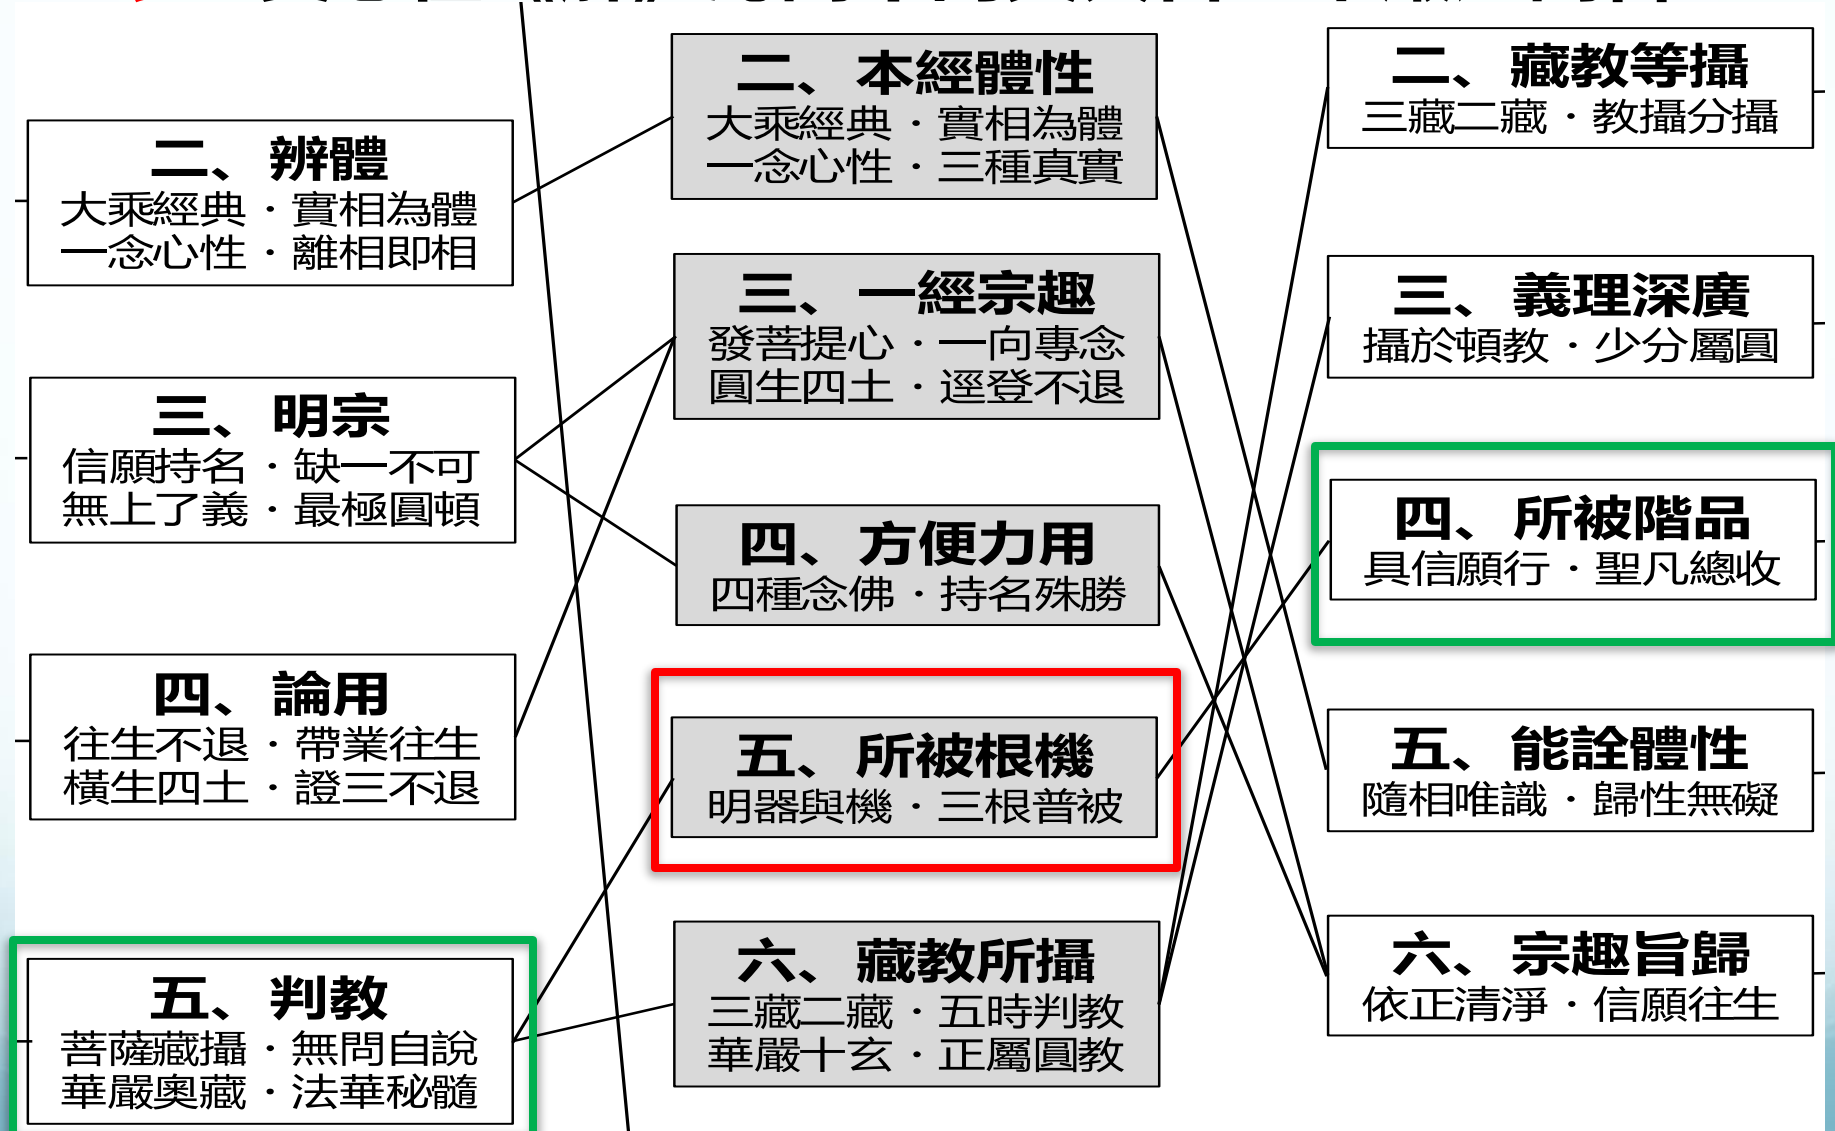 二、辨體
大乘經典．實相為體
一念心性．離相即相
三、明宗
信願持名．缺一不可
無上了義．最極圓頓
四、論用
往生不退．帶業往生
橫生四土．證三不退
五、判教
菩薩藏攝．無問自說
華嚴奧藏．法華秘髓
二、本經體性
大乘經典．實相為體
一念心性．三種真實
三、一經宗趣
發菩提心．一向專念
圓生四土．逕登不退
四、方便力用
四種念佛．持名殊勝
五、所被根機
明器與機．三根普被
六、藏教所攝
三藏二藏．五時判教
華嚴十玄．正屬圓教
二、藏教等攝
三藏二藏．教攝分攝
三、義理深廣
攝於頓教．少分屬圓
四、所被階品
具信願行．聖凡總收
五、能詮體性
隨相唯識．歸性無礙
六、宗趣旨歸
依正清淨．信願往生